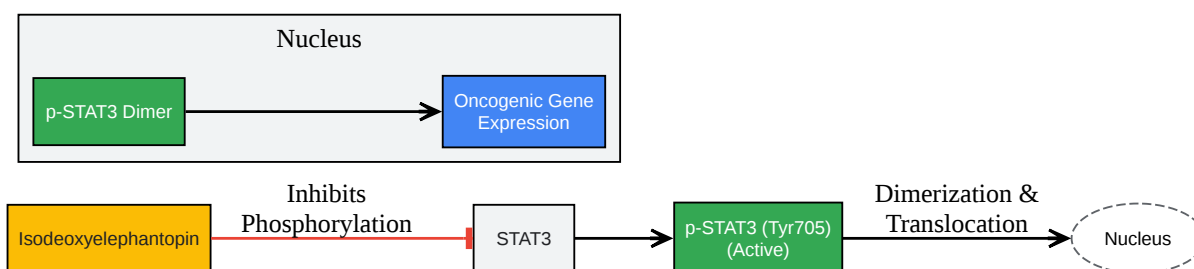 Nucleus
p-STAT3 Dimer
Oncogenic Gene
Expression
Inhibits
Phosphorylation
Dimerization &
Translocation
Isodeoxyelephantopin
STAT3
p-STAT3 (Tyr705)
(Active)
Nucleus